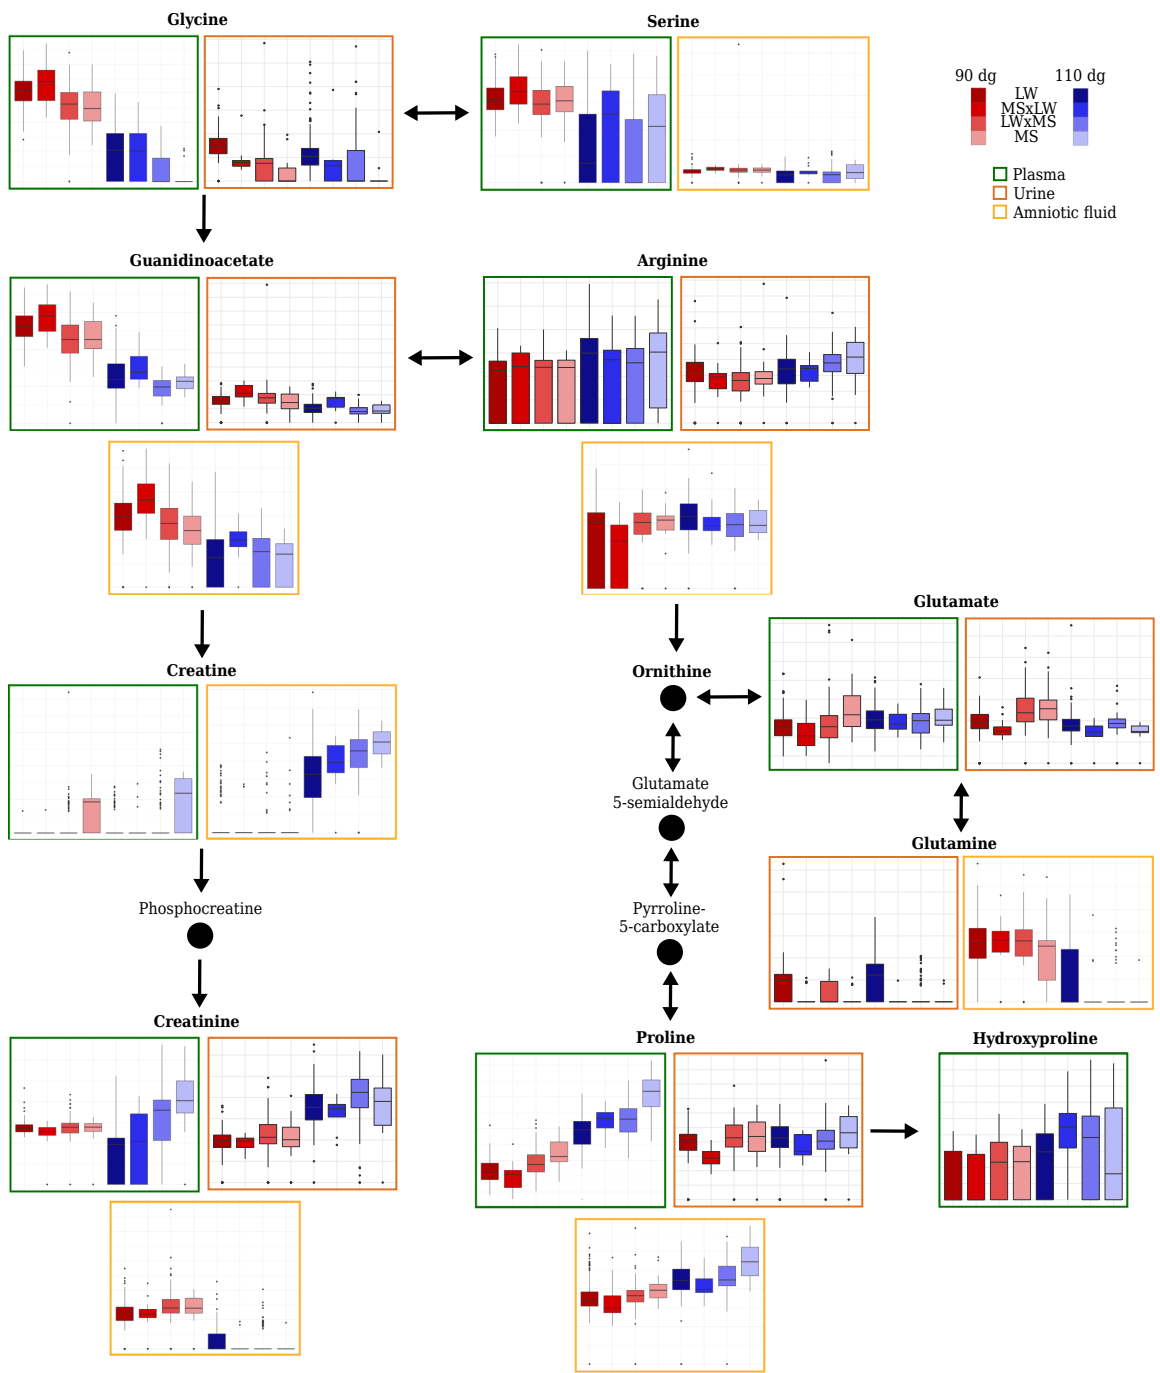 Glycine
Serine
90 dg
110 dg
LW
MSxLW
LWxMS
MS
Plasma
Urine
Amniotic fluid
Guanidinoacetate
Arginine
Glutamate
Creatine
Ornithine
Glutamate
5-semialdehyde
Glutamine
Phosphocreatine
Pyrroline-
5-carboxylate
Creatinine
Proline
Hydroxyproline